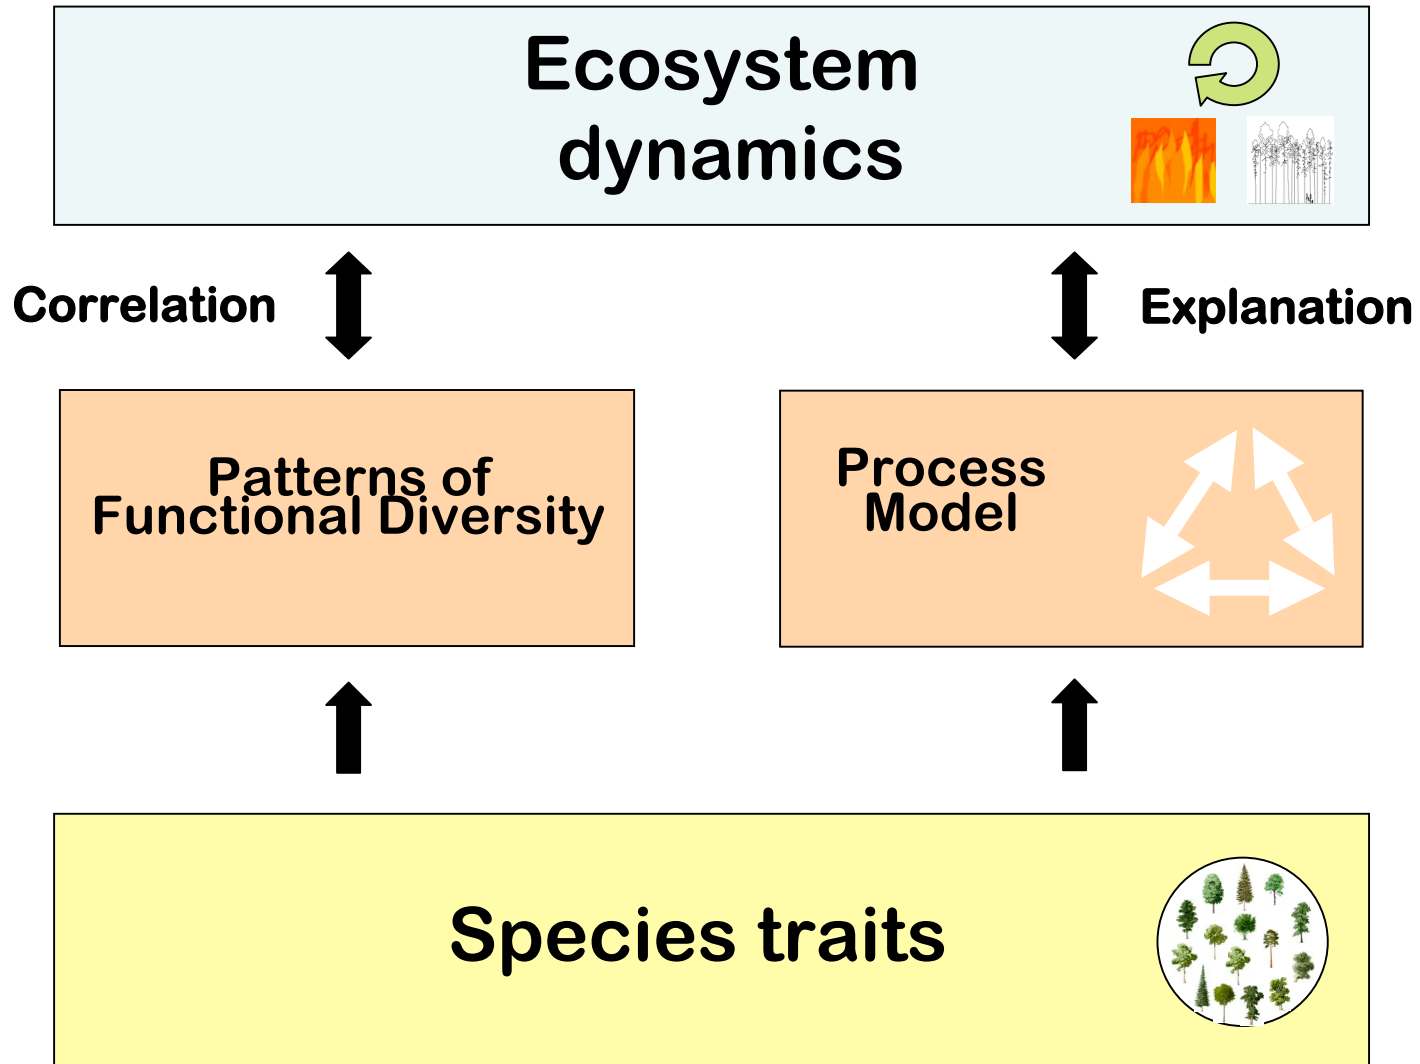 Ecosystem
dynamics
Correlation
Explanation
Patterns of
Functional Diversity
Process
Model
Species traits